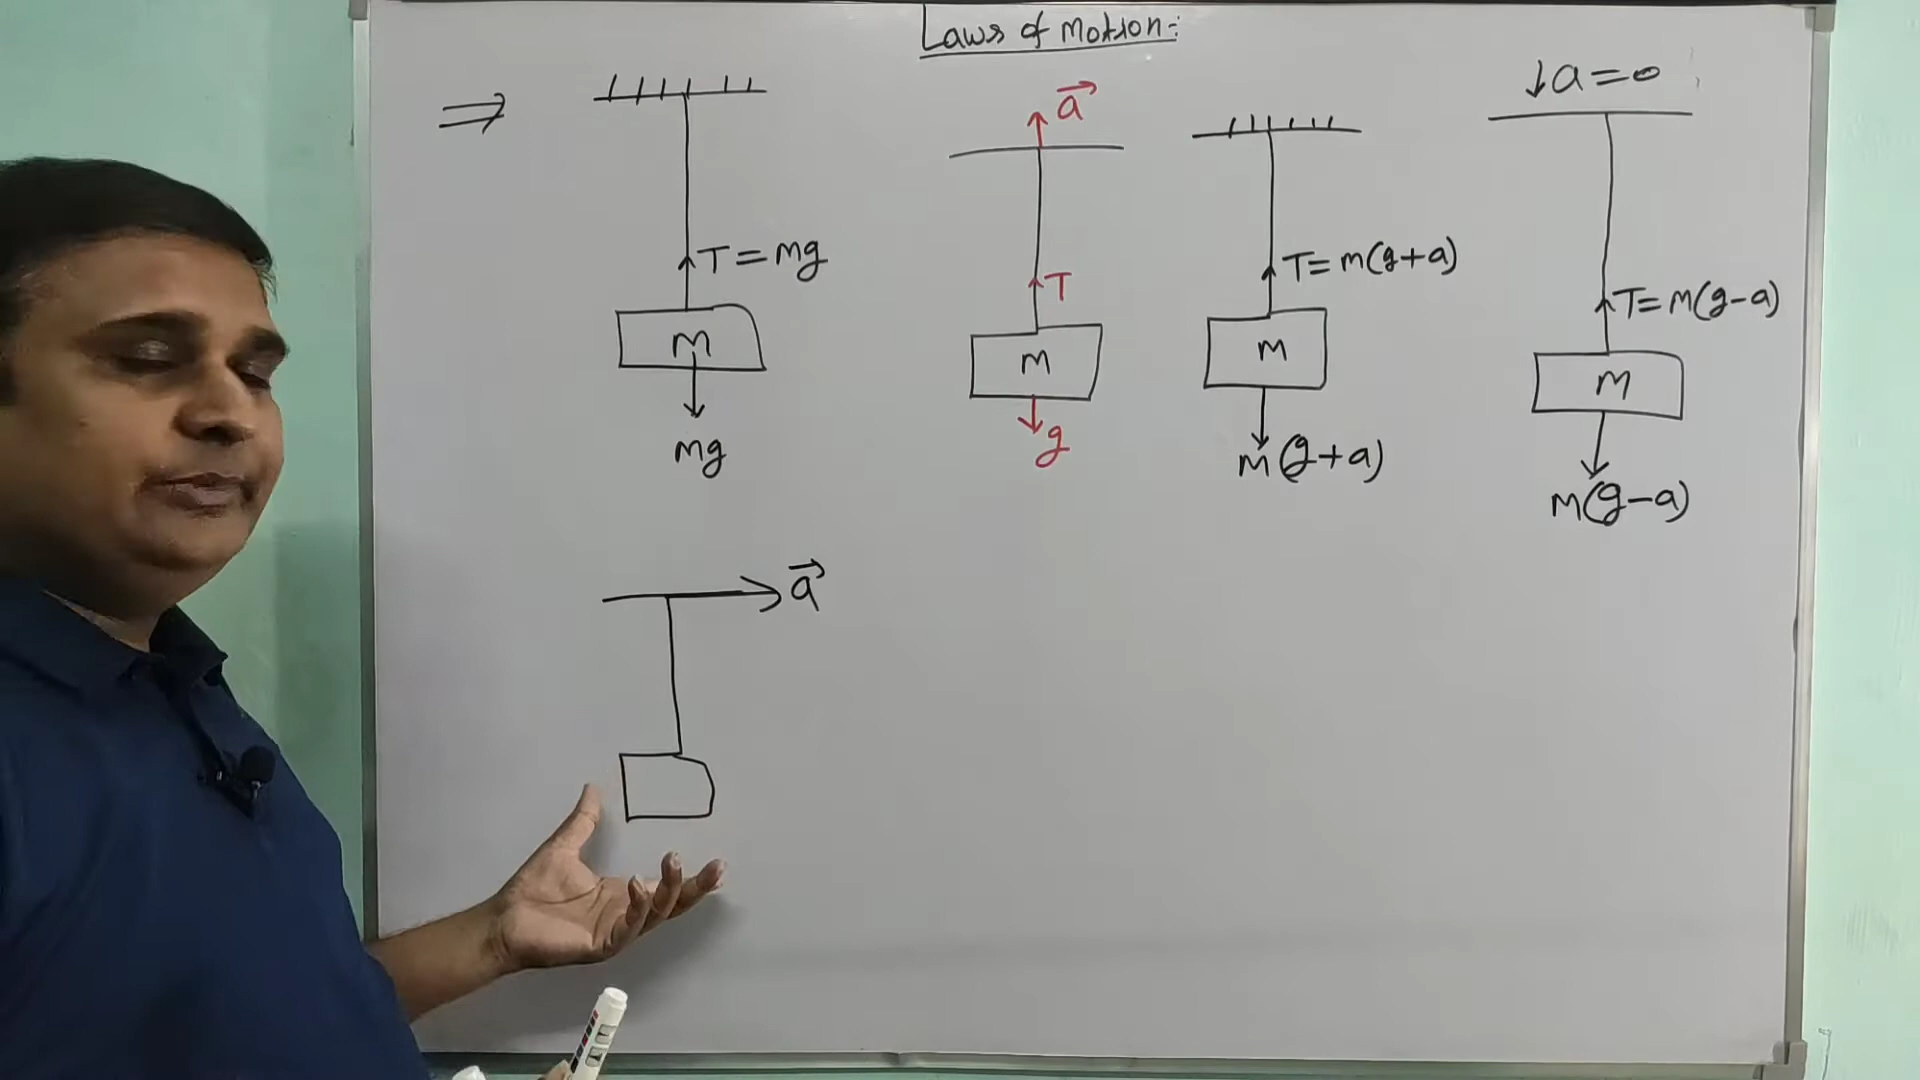 Laws of Motion:-
⇒
T = mg
M
mg
a⃗
T
M
g
T = m(g+a)
M
M(g+a)
↓a = 0
T = M(g-a)
M
M(g-a)
a⃗